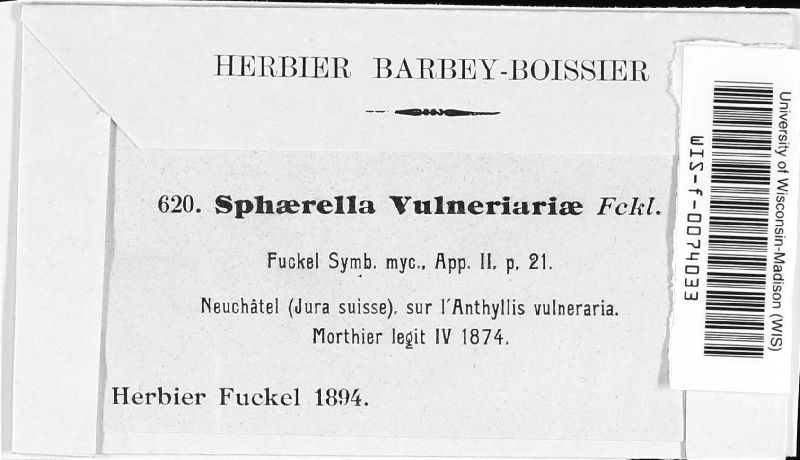 HERBIER BARBEY-BOISSIER
620. Sphærella Vulneriariæ Fckl.
Fuckel Symb. myc., App. II, p, 21.
Neuchâtel (Jura suisse), sur l'Anthyllis vulneraria.
Morthier legit IV 1874.
Herbier Fuckel 1894.
University of Wisconsin-Madison (WIS)
WIS-f-0074033